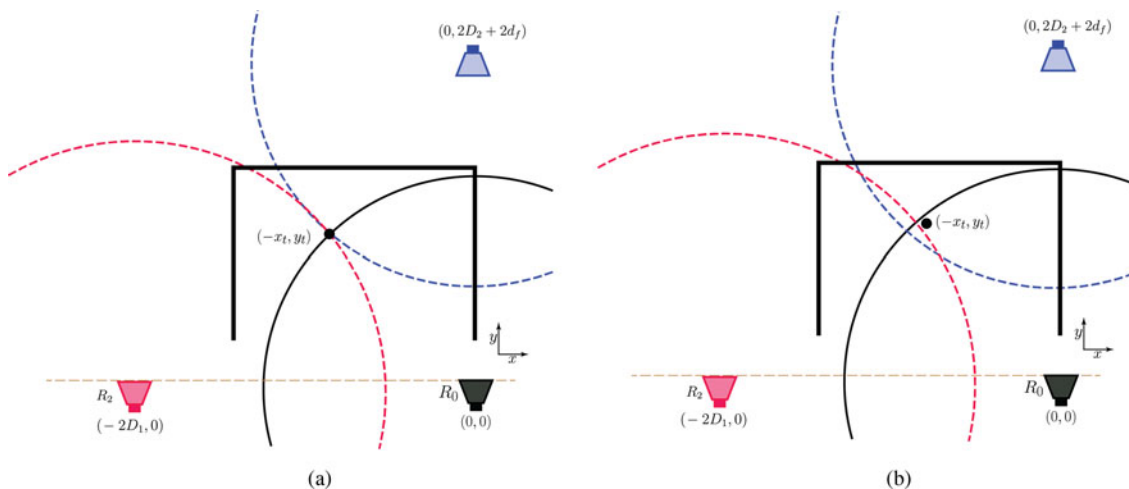 (0, 2D₂ + 2d_f)
(−x_t, y_t)
y
x
R₂
R₀
(− 2D₁, 0)
(0, 0)
(a)
(0, 2D₂ + 2d_f)
(−x_t, y_t)
y
x
R₂
R₀
(− 2D₁, 0)
(0, 0)
(b)